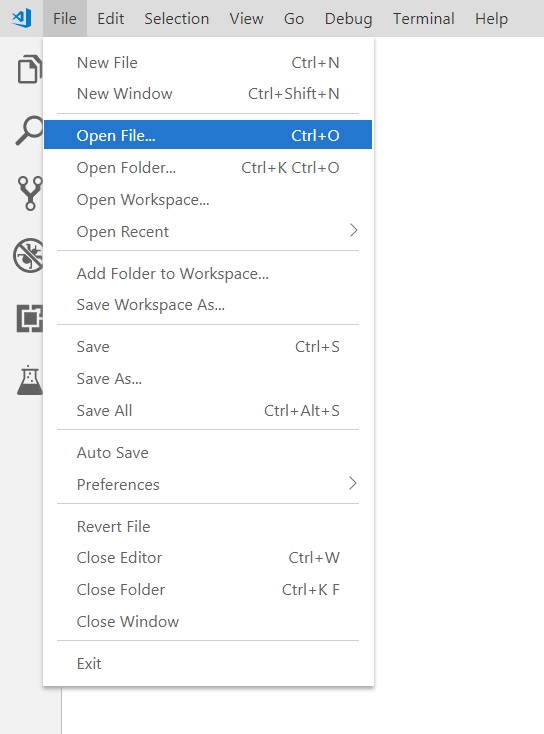 File Edit Selection View Go Debug Terminal Help
New File Ctrl+N
New Window Ctrl+Shift+N
Open File... Ctrl+O
Open Folder... Ctrl+K Ctrl+O
Open Workspace...
Open Recent
Add Folder to Workspace...
Save Workspace As...
Save Ctrl+S
Save As...
Save All Ctrl+Alt+S
Auto Save
Preferences
Revert File
Close Editor Ctrl+W
Close Folder Ctrl+K F
Close Window
Exit